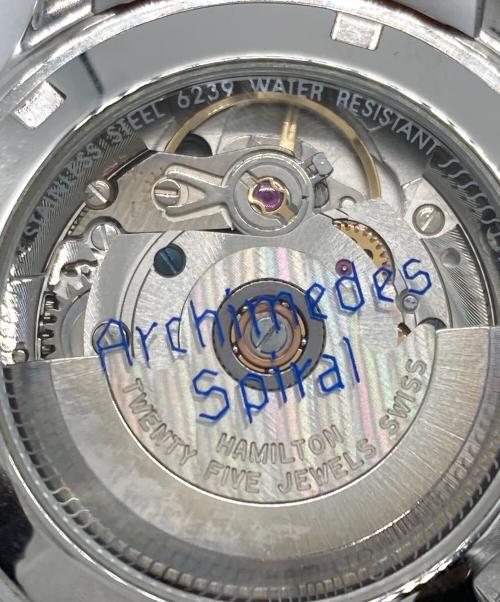 STAINLESS STEEL 6239 WATER RESISTANT
Archimedes
Spiral
HAMILTON
TWENTY FIVE JEWELS SWISS